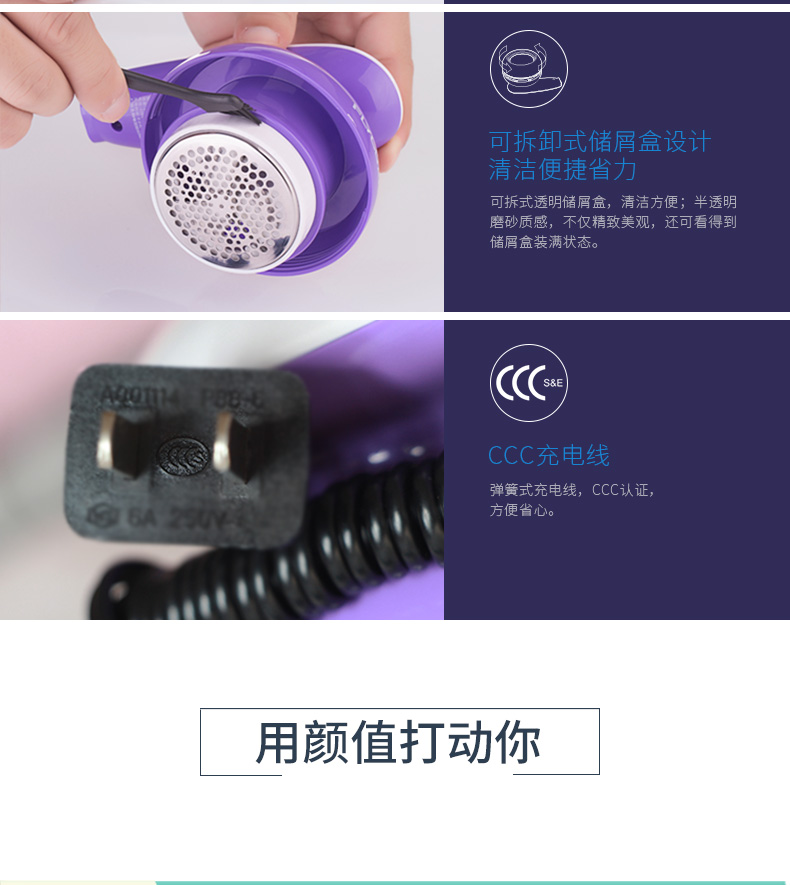 可拆卸式储屑盒设计
清洁便捷省力
可拆式透明储屑盒，清洁方便；半透明
磨砂质感，不仅精致美观，还可看得到
储屑盒装满状态。
A001114
CCC S
6A 250V~
CCC S&E
CCC充电线
弹簧式充电线，CCC认证，
方便省心。
用颜值打动你